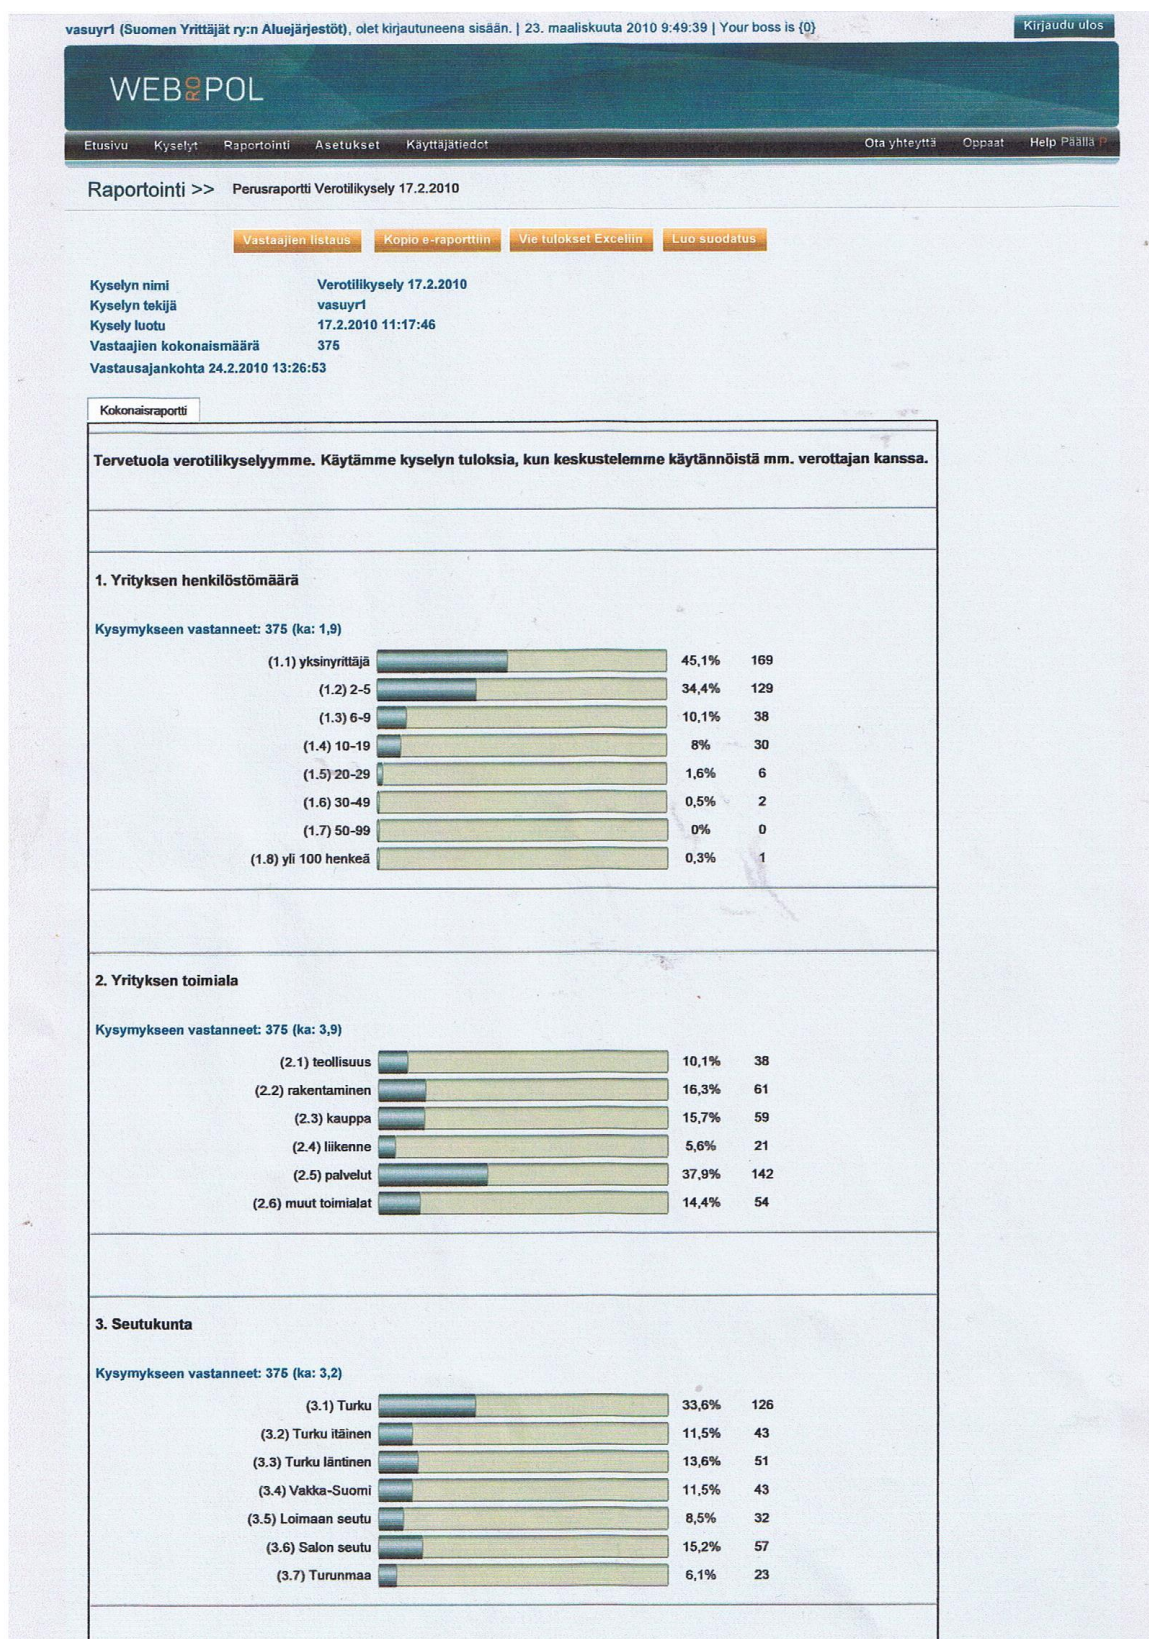 vasuyr1 (Suomen Yrittäjät ry:n Aluejärjestöt), olet kirjautuneena sisään. | 23. maaliskuuta 2010 9:49:39 | Your boss is {0}
Kirjaudu ulos
WEBROPOL
Etusivu Kyselyt Raportointi Asetukset Käyttäjätiedot Ota yhteyttä Oppaat Help Päällä P
Raportointi >> Perusraportti Verotilikysely 17.2.2010
Vastaajien listaus Kopio e-raporttiin Vie tulokset Exceliin Luo suodatus
Kyselyn nimi Verotilikysely 17.2.2010
Kyselyn tekijä vasuyr1
Kysely luotu 17.2.2010 11:17:46
Vastaajien kokonaismäärä 375
Vastausajankohta 24.2.2010 13:26:53
Kokonaisraportti
Tervetuola verotilikyselyymme. Käytämme kyselyn tuloksia, kun keskustelemme käytännöistä mm. verottajan kanssa.
1. Yrityksen henkilöstömäärä
Kysymykseen vastanneet: 375 (ka: 1,9)
(1.1) yksinyrittäjä 45,1% 169
(1.2) 2-5 34,4% 129
(1.3) 6-9 10,1% 38
(1.4) 10-19 8% 30
(1.5) 20-29 1,6% 6
(1.6) 30-49 0,5% 2
(1.7) 50-99 0% 0
(1.8) yli 100 henkeä 0,3% 1
2. Yrityksen toimiala
Kysymykseen vastanneet: 375 (ka: 3,9)
(2.1) teollisuus 10,1% 38
(2.2) rakentaminen 16,3% 61
(2.3) kauppa 15,7% 59
(2.4) liikenne 5,6% 21
(2.5) palvelut 37,9% 142
(2.6) muut toimialat 14,4% 54
3. Seutukunta
Kysymykseen vastanneet: 375 (ka: 3,2)
(3.1) Turku 33,6% 126
(3.2) Turku itäinen 11,5% 43
(3.3) Turku läntinen 13,6% 51
(3.4) Vakka-Suomi 11,5% 43
(3.5) Loimaan seutu 8,5% 32
(3.6) Salon seutu 15,2% 57
(3.7) Turunmaa 6,1% 23